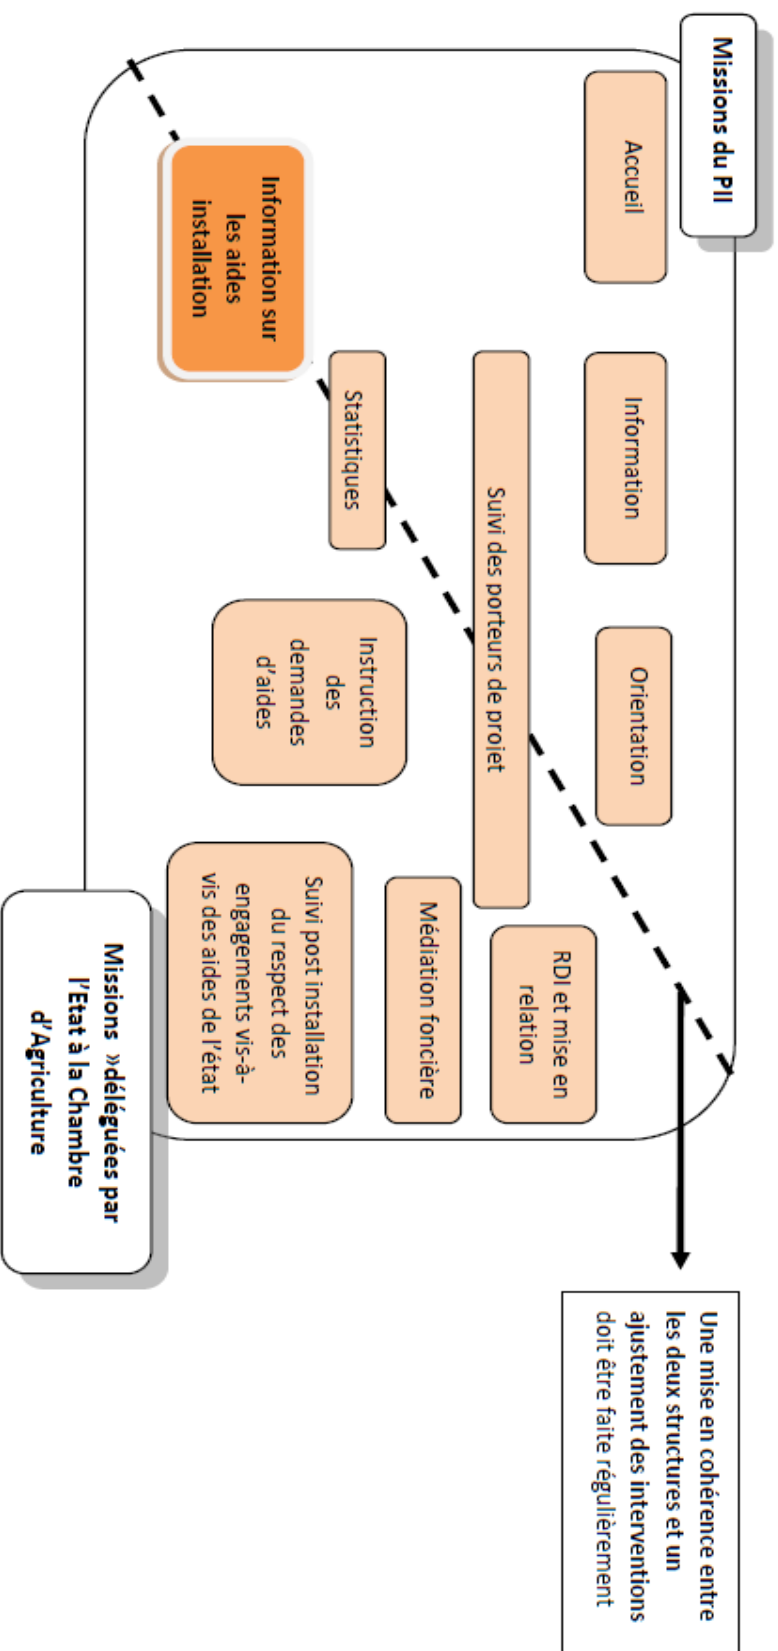 Missions du PII
Accueil
Information
Orientation
Suivi des porteurs de projet
RDI et mise en
relation
Information sur
les aides
installation
Statistiques
Instruction
des
demandes
d'aides
Médiation foncière
Suivi post installation
du respect des
engagements vis-à-
vis des aides de l'état
Missions »déléguées par
l'Etat à la Chambre
d'Agriculture
Une mise en cohérence entre
les deux structures et un
ajustement des interventions
doit être faite régulièrement